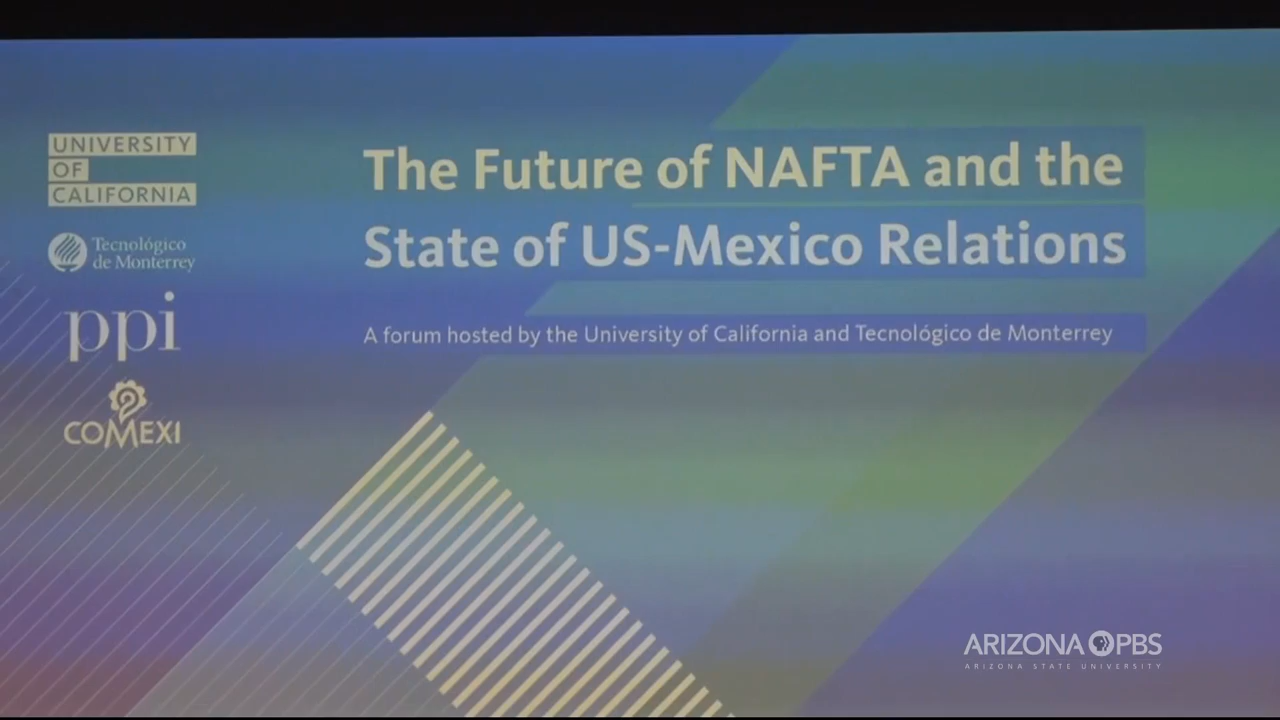 UNIVERSITY
OF
CALIFORNIA
Tecnológico
de Monterrey
ppi
COMEXI
The Future of NAFTA and the
State of US-Mexico Relations
A forum hosted by the University of California and Tecnológico de Monterrey
ARIZONA PBS
ARIZONA STATE UNIVERSITY